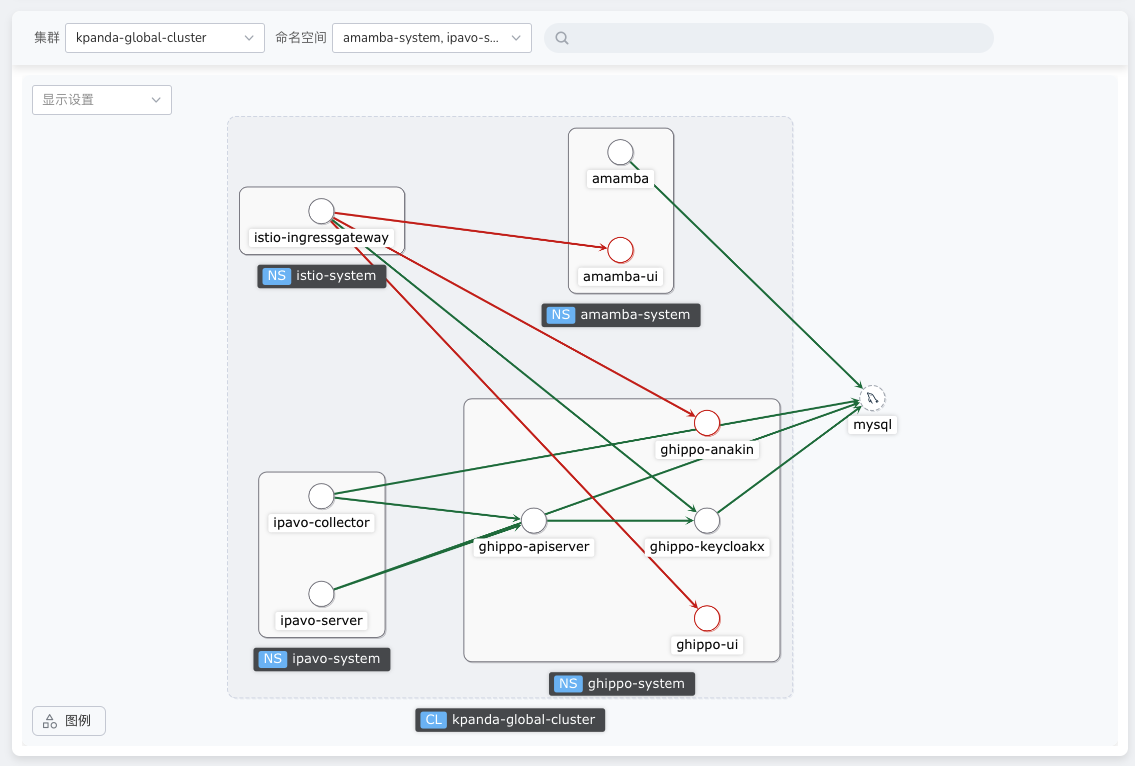 集群 kpanda-global-cluster 命名空间 amamba-system, ipavo-s...
显示设置
amamba
istio-ingressgateway
NS istio-system
amamba-ui
NS amamba-system
mysql
ghippo-anakin
ipavo-collector
ghippo-apiserver
ghippo-keycloakx
ipavo-server
ghippo-ui
NS ipavo-system
NS ghippo-system
CL kpanda-global-cluster
图例